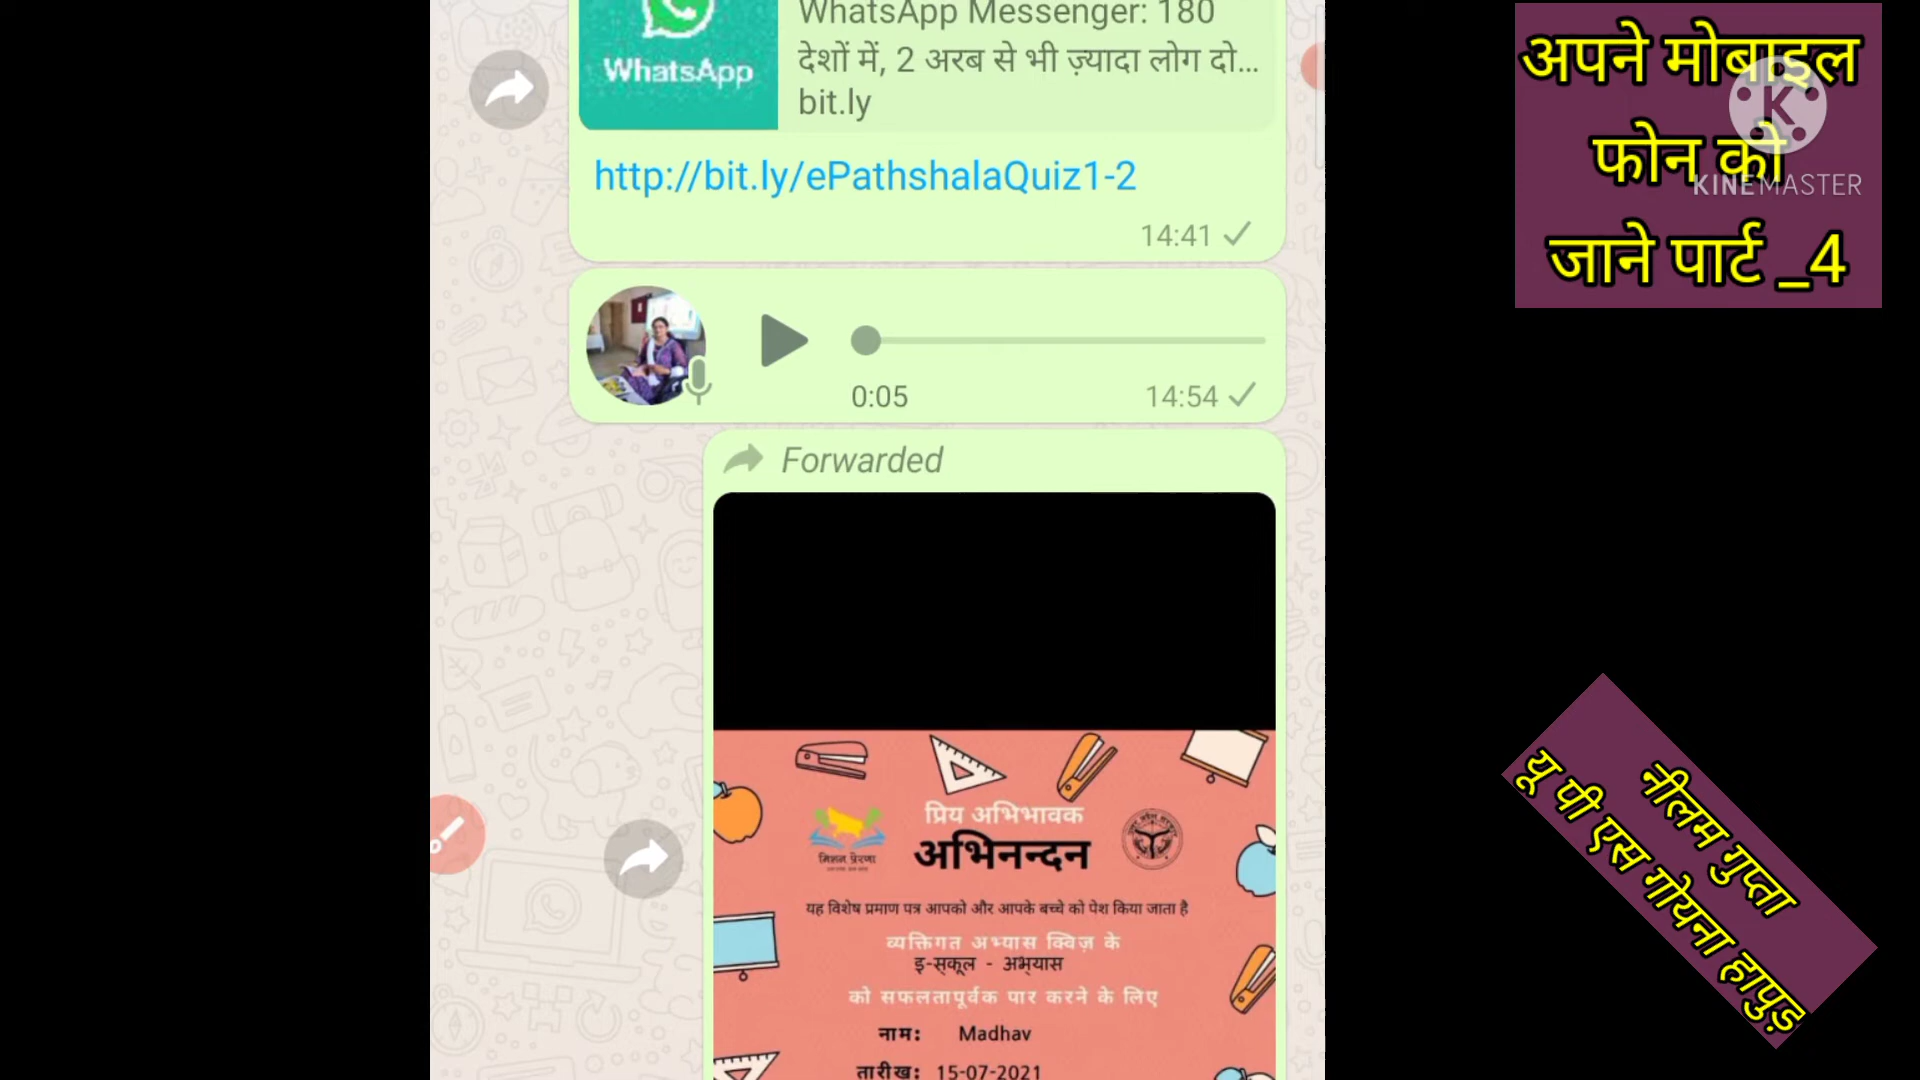 WhatsApp
WhatsApp Messenger: 180
देशों में, 2 अरब से भी ज़्यादा लोग दो...
bit.ly
http://bit.ly/ePathshalaQuiz1-2
14:41
0:05
14:54
Forwarded
प्रिय अभिभावक
अभिनन्दन
मिशन प्रेरणा
यह विशेष प्रमाण पत्र आपको और आपके बच्चे को पेश किया जाता है
व्यक्तिगत अभ्यास क्विज़ के
इ-स्कूल - अभ्यास
को सफलतापूर्वक पार करने के लिए
नाम: Madhav
तारीख: 15-07-2021
अपने मोबाइल
फोन को
जाने पार्ट _4
K
KINEMASTER
नीलम गुप्ता
यू पी एस गोयना हापुड़